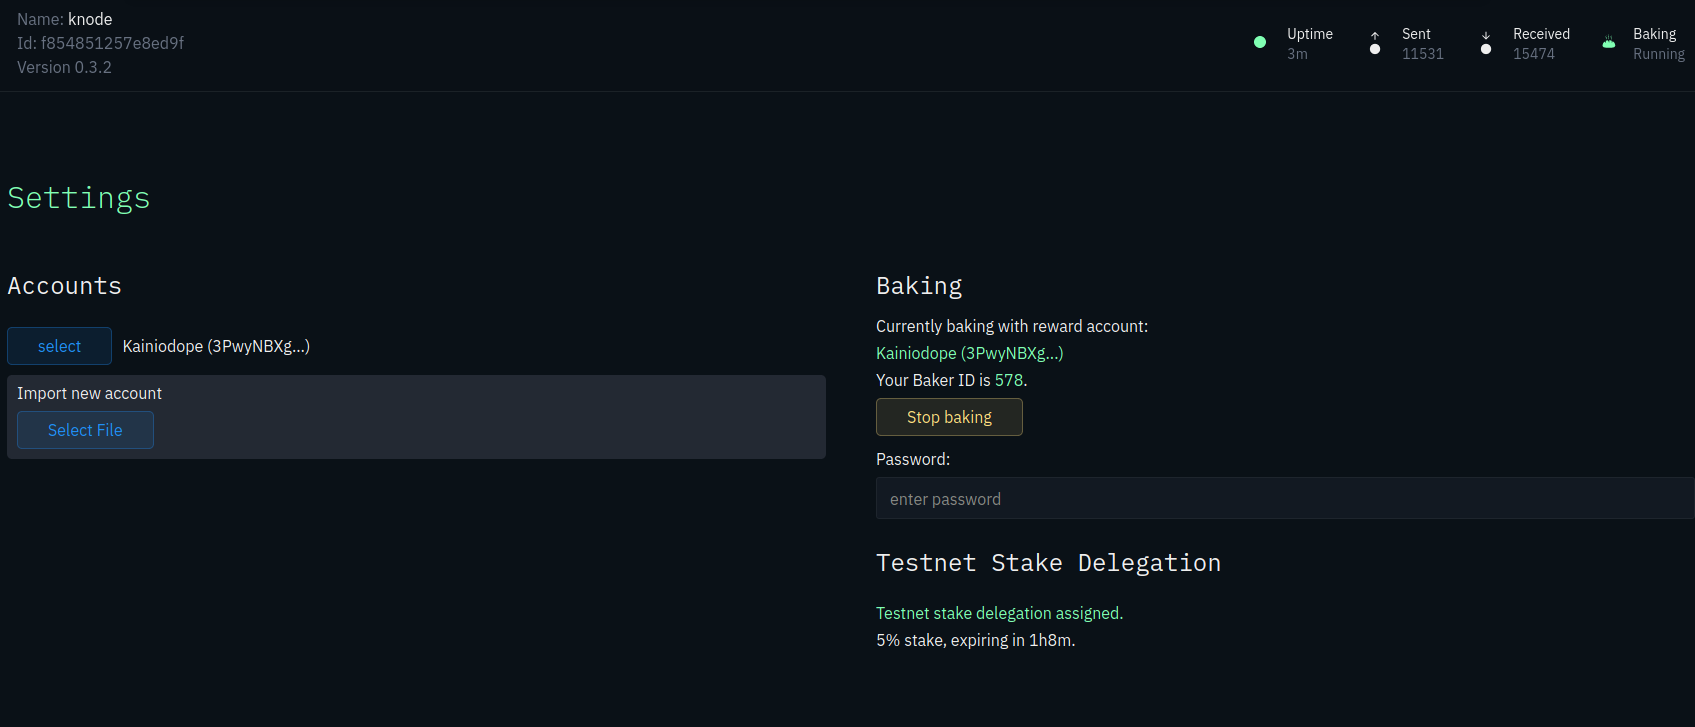 Name: knode
Id: f854851257e8ed9f
Version 0.3.2
Uptime
3m
Sent
11531
Received
15474
Baking
Running
Settings
Accounts
select
Kainiodope (3PwyNBXg...)
Import new account
Select File
Baking
Currently baking with reward account:
Kainiodope (3PwyNBXg...)
Your Baker ID is 578.
Stop baking
Password:
enter password
Testnet Stake Delegation
Testnet stake delegation assigned.
5% stake, expiring in 1h8m.